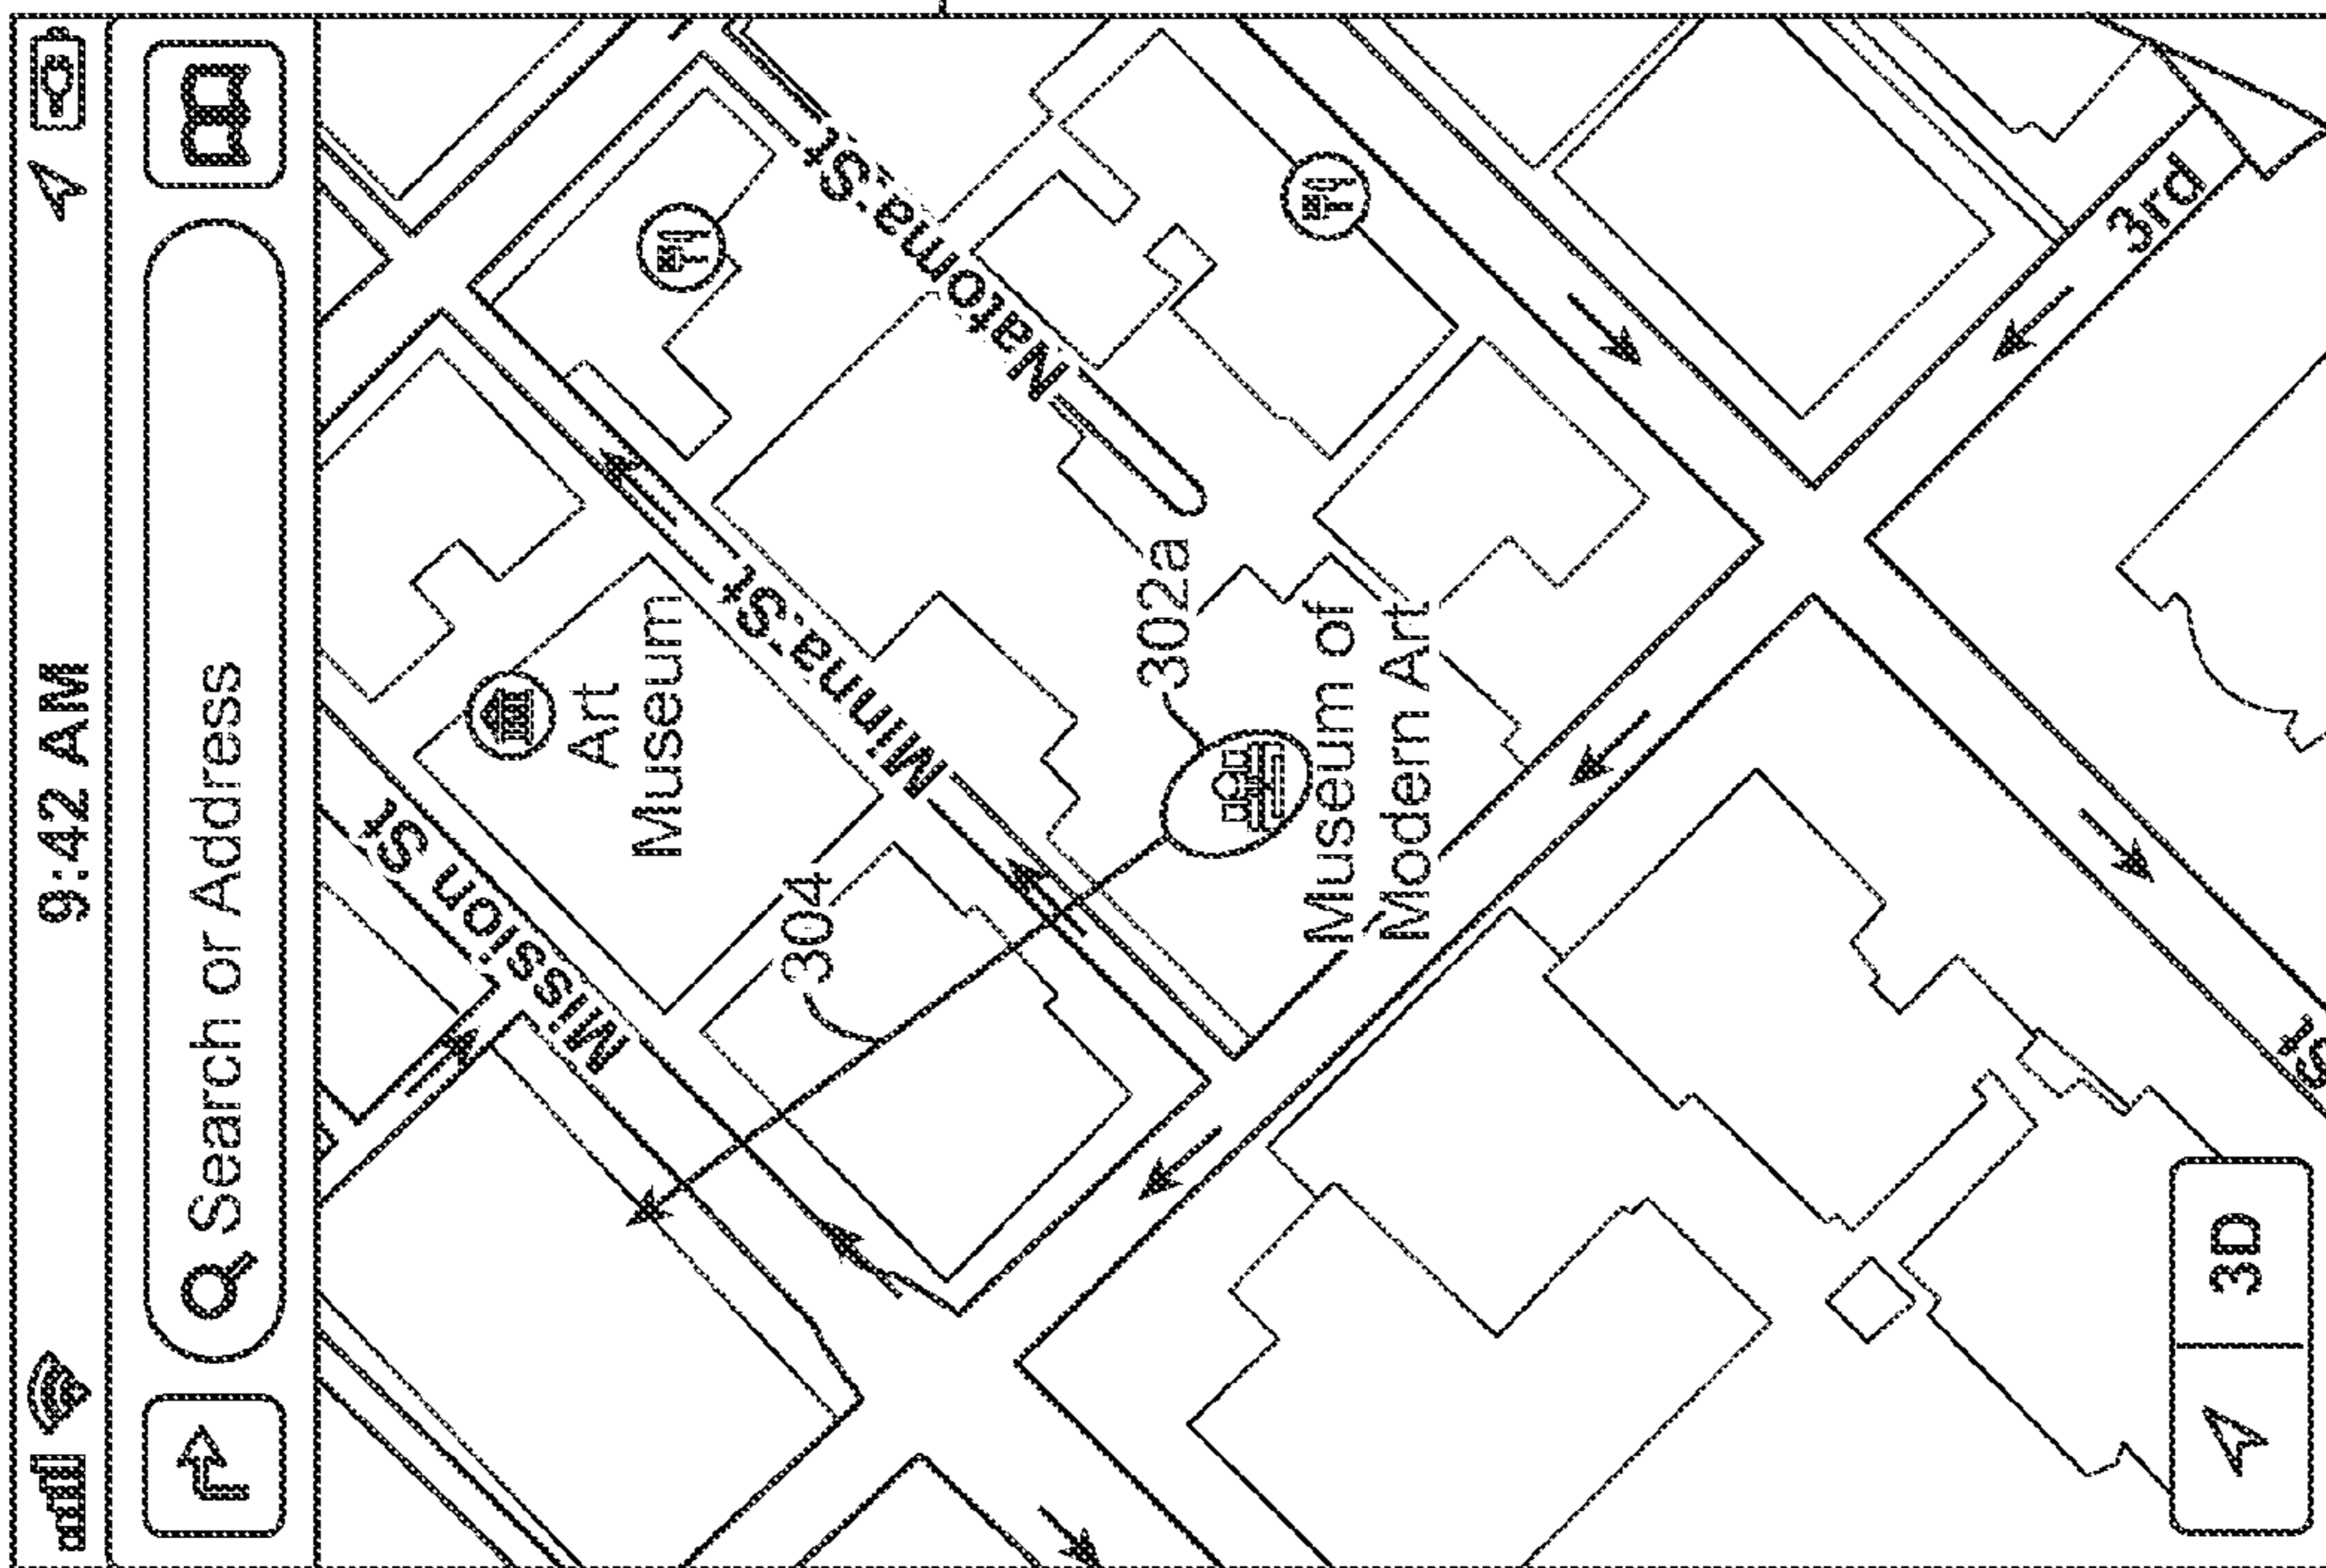 9:42 AM
Search or Address
Mission St
Art
Museum
304
Minna St
Natoma St
302a
Museum of
Modern Art
3rd
St
3D